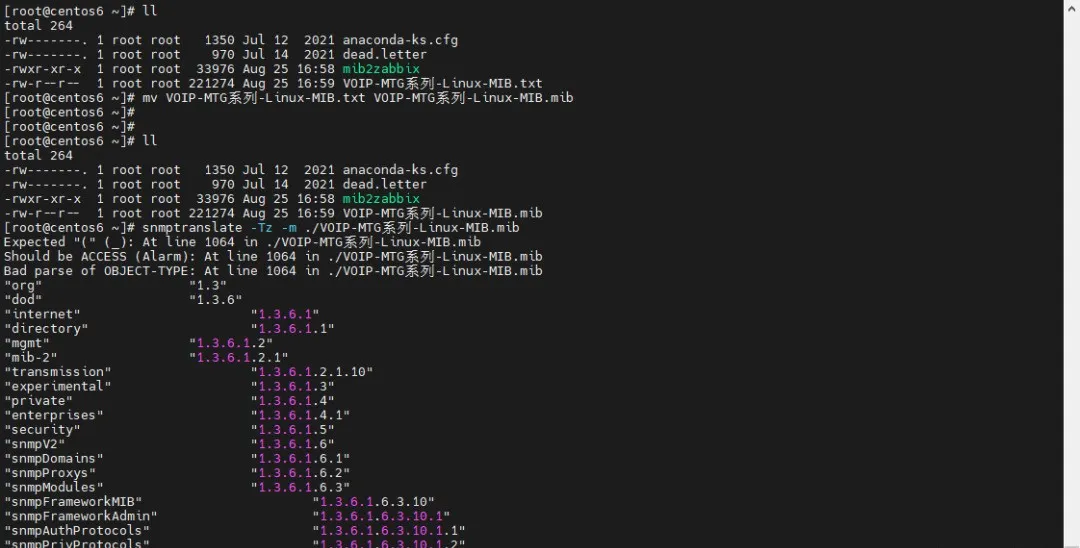 [root@centos6 ~]# ll
total 264
-rw-------. 1 root root   1350 Jul 12  2021 anaconda-ks.cfg
-rw-------. 1 root root    970 Jul 14  2021 dead.letter
-rwxr-xr-x  1 root root  33976 Aug 25 16:58 mib2zabbix
-rw-r--r--  1 root root 221274 Aug 25 16:59 VOIP-MTG系列-Linux-MIB.txt
[root@centos6 ~]# mv VOIP-MTG系列-Linux-MIB.txt VOIP-MTG系列-Linux-MIB.mib
[root@centos6 ~]#
[root@centos6 ~]#
[root@centos6 ~]# ll
total 264
-rw-------. 1 root root   1350 Jul 12  2021 anaconda-ks.cfg
-rw-------. 1 root root    970 Jul 14  2021 dead.letter
-rwxr-xr-x  1 root root  33976 Aug 25 16:58 mib2zabbix
-rw-r--r--  1 root root 221274 Aug 25 16:59 VOIP-MTG系列-Linux-MIB.mib
[root@centos6 ~]# snmptranslate -Tz -m ./VOIP-MTG系列-Linux-MIB.mib
Expected "(" (_): At line 1064 in ./VOIP-MTG系列-Linux-MIB.mib
Should be ACCESS (Alarm): At line 1064 in ./VOIP-MTG系列-Linux-MIB.mib
Bad parse of OBJECT-TYPE: At line 1064 in ./VOIP-MTG系列-Linux-MIB.mib
"org" "1.3"
"dod" "1.3.6"
"internet" "1.3.6.1"
"directory" "1.3.6.1.1"
"mgmt" "1.3.6.1.2"
"mib-2" "1.3.6.1.2.1"
"transmission" "1.3.6.1.2.1.10"
"experimental" "1.3.6.1.3"
"private" "1.3.6.1.4"
"enterprises" "1.3.6.1.4.1"
"security" "1.3.6.1.5"
"snmpV2" "1.3.6.1.6"
"snmpDomains" "1.3.6.1.6.1"
"snmpProxys" "1.3.6.1.6.2"
"snmpModules" "1.3.6.1.6.3"
"snmpFrameworkMIB" "1.3.6.1.6.3.10"
"snmpFrameworkAdmin" "1.3.6.1.6.3.10.1"
"snmpAuthProtocols" "1.3.6.1.6.3.10.1.1"
"snmpPrivProtocols" "1.3.6.1.6.3.10.1.2"